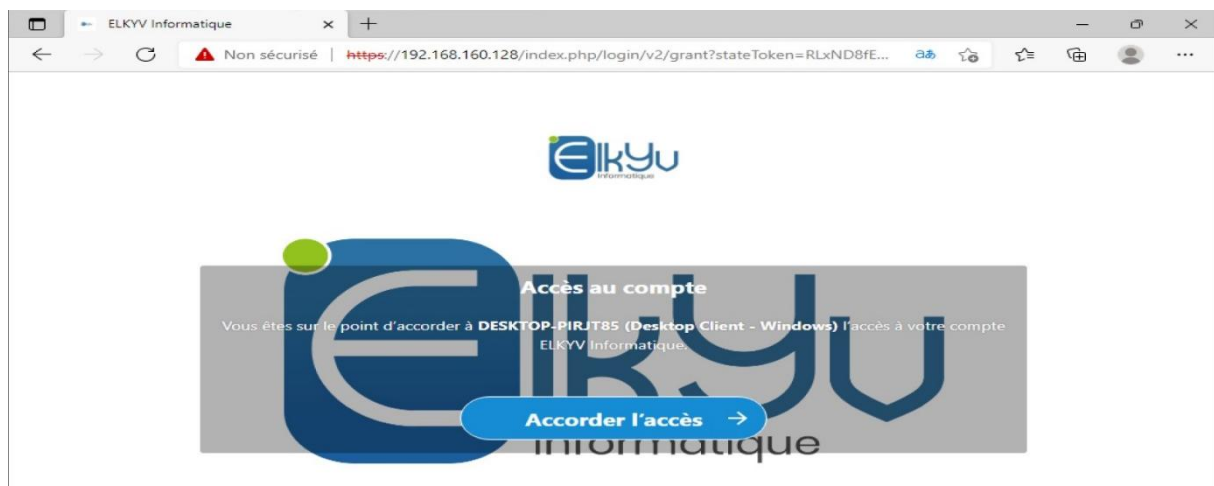 ELKYV Informatique
Non sécurisé | https://192.168.160.128/index.php/login/v2/grant?stateToken=RLxND8fE...
ElkYv
Informatique
Accès au compte
Vous êtes sur le point d'accorder à DESKTOP-PIRJT85 (Desktop Client - Windows) l'accès à votre compte
ELKYV Informatique.
Accorder l'accès
ElkYv
informatique